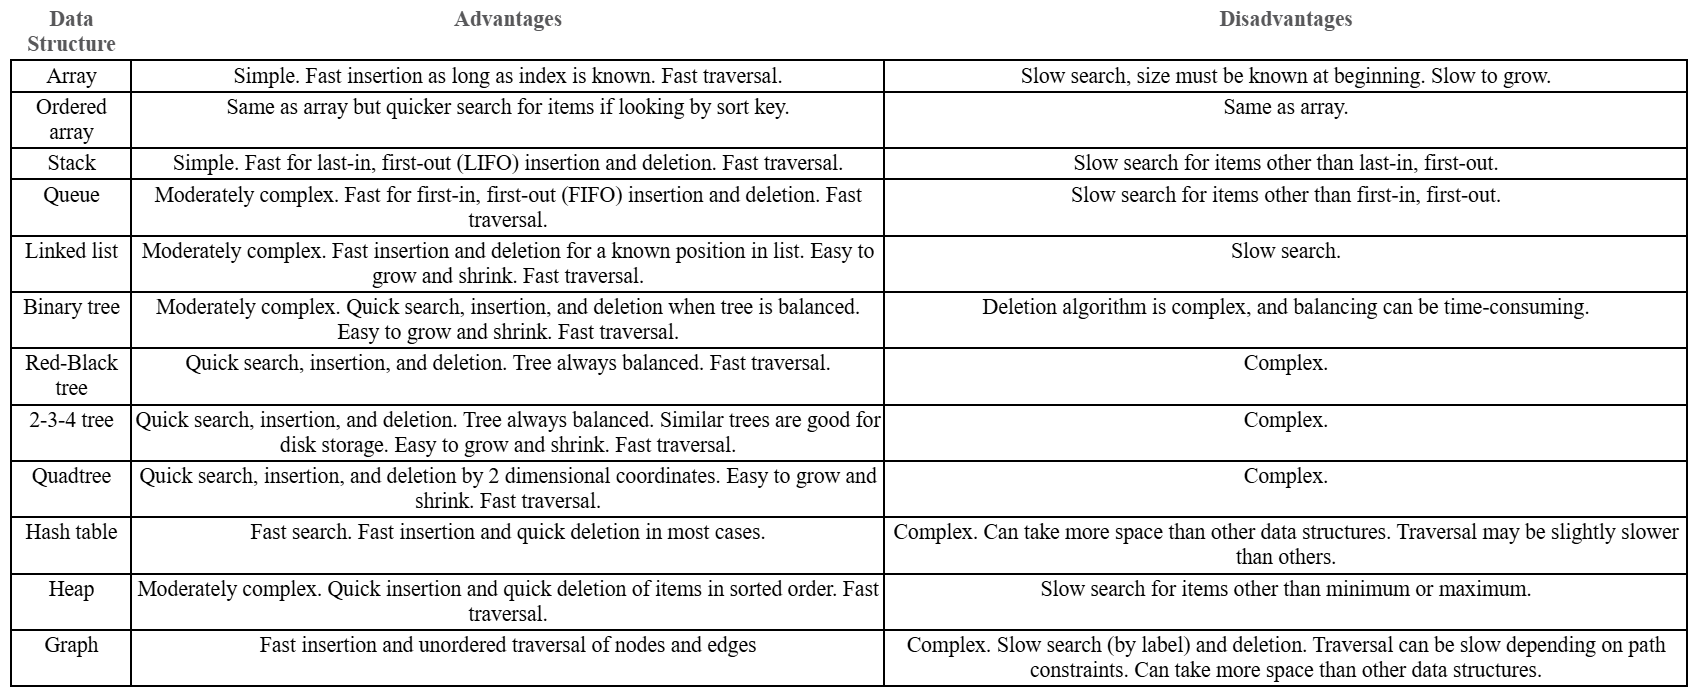 Data Structure Advantages Disadvantages
Array Simple. Fast insertion as long as index is known. Fast traversal. Slow search, size must be known at beginning. Slow to grow.
Ordered array Same as array but quicker search for items if looking by sort key. Same as array.
Stack Simple. Fast for last-in, first-out (LIFO) insertion and deletion. Fast traversal. Slow search for items other than last-in, first-out.
Queue Moderately complex. Fast for first-in, first-out (FIFO) insertion and deletion. Fast traversal. Slow search for items other than first-in, first-out.
Linked list Moderately complex. Fast insertion and deletion for a known position in list. Easy to grow and shrink. Fast traversal. Slow search.
Binary tree Moderately complex. Quick search, insertion, and deletion when tree is balanced. Easy to grow and shrink. Fast traversal. Deletion algorithm is complex, and balancing can be time-consuming.
Red-Black tree Quick search, insertion, and deletion. Tree always balanced. Fast traversal. Complex.
2-3-4 tree Quick search, insertion, and deletion. Tree always balanced. Similar trees are good for disk storage. Easy to grow and shrink. Fast traversal. Complex.
Quadtree Quick search, insertion, and deletion by 2 dimensional coordinates. Easy to grow and shrink. Fast traversal. Complex.
Hash table Fast search. Fast insertion and quick deletion in most cases. Complex. Can take more space than other data structures. Traversal may be slightly slower than others.
Heap Moderately complex. Quick insertion and quick deletion of items in sorted order. Fast traversal. Slow search for items other than minimum or maximum.
Graph Fast insertion and unordered traversal of nodes and edges Complex. Slow search (by label) and deletion. Traversal can be slow depending on path constraints. Can take more space than other data structures.